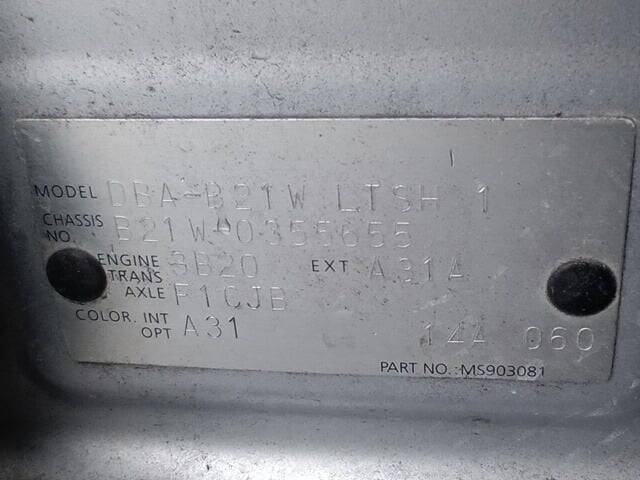 MODEL DBA-B21W LTSH 1
CHASSIS NO. B21W-0355655
ENGINE 3B20 EXT A31A
TRANS AXLE F1CJB
COLOR. INT A31
OPT 14A 060
PART NO.:MS903081